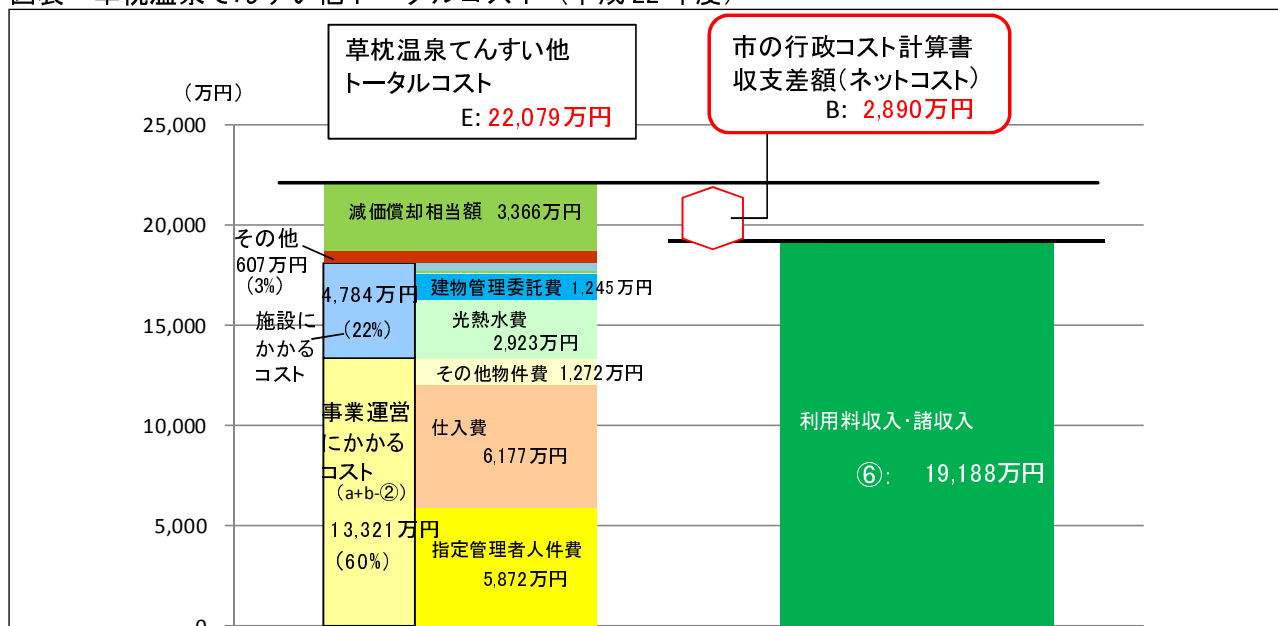 草枕温泉てんすい他
トータルコスト
E: 22,079万円
市の行政コスト計算書
収支差額(ネットコスト)
B: 2,890万円
(万円)
25,000
20,000
15,000
10,000
5,000
0
減価償却相当額 3,366万円
その他
607万円
(3%)
4,784万円
(22%)
施設に
かかる
コスト
建物管理委託費 1,245万円
光熱水費
2,923万円
その他物件費 1,272万円
事業運営
にかかる
コスト
(a+b-②)
13,321万円
(60%)
仕入費
6,177万円
指定管理者人件費
5,872万円
利用料収入・諸収入
⑥: 19,188万円